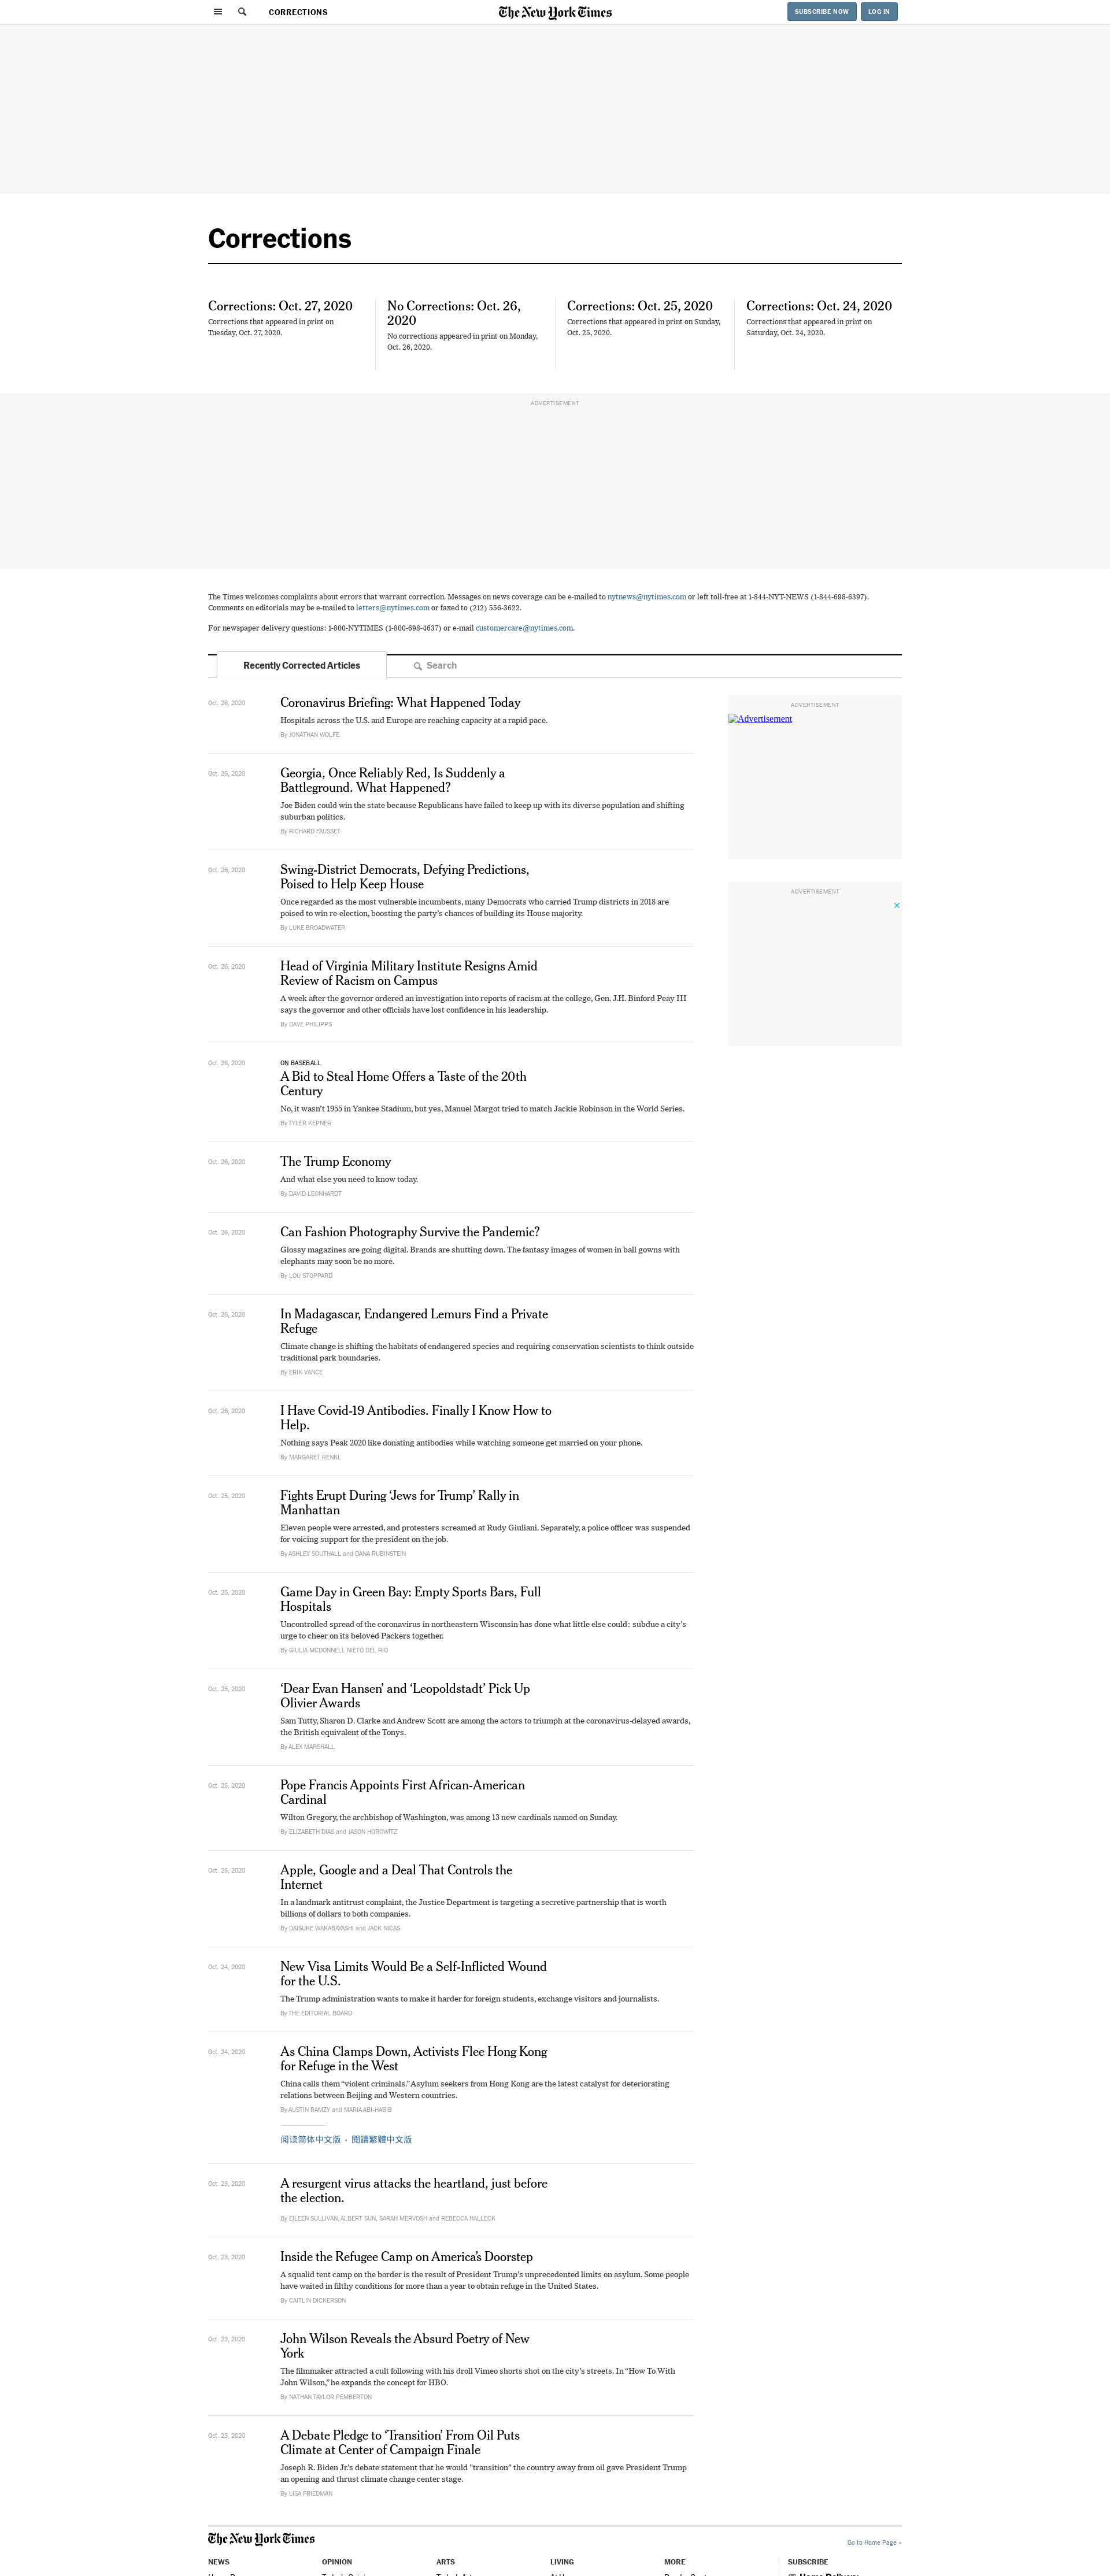 CORRECTIONS
The New York Times
SUBSCRIBE NOW
LOG IN
Corrections
Corrections: Oct. 27, 2020
Corrections that appeared in print on
Tuesday, Oct. 27, 2020.
No Corrections: Oct. 26,
2020
No corrections appeared in print on Monday,
Oct. 26, 2020.
Corrections: Oct. 25, 2020
Corrections that appeared in print on Sunday,
Oct. 25, 2020.
Corrections: Oct. 24, 2020
Corrections that appeared in print on
Saturday, Oct. 24, 2020.
ADVERTISEMENT
The Times welcomes complaints about errors that warrant correction. Messages on news coverage can be e-mailed to nytnews@nytimes.com or left toll-free at 1-844-NYT-NEWS (1-844-698-6397).
Comments on editorials may be e-mailed to letters@nytimes.com or faxed to (212) 556-3622.
For newspaper delivery questions: 1-800-NYTIMES (1-800-698-4637) or e-mail customercare@nytimes.com.
Recently Corrected Articles
Search
Oct. 26, 2020
Coronavirus Briefing: What Happened Today
Hospitals across the U.S. and Europe are reaching capacity at a rapid pace.
By JONATHAN WOLFE
ADVERTISEMENT
Advertisement
Oct. 26, 2020
Georgia, Once Reliably Red, Is Suddenly a
Battleground. What Happened?
Joe Biden could win the state because Republicans have failed to keep up with its diverse population and shifting
suburban politics.
By RICHARD FAUSSET
Oct. 26, 2020
Swing-District Democrats, Defying Predictions,
Poised to Help Keep House
Once regarded as the most vulnerable incumbents, many Democrats who carried Trump districts in 2018 are
poised to win re-election, boosting the party's chances of building its House majority.
By LUKE BROADWATER
ADVERTISEMENT
Oct. 26, 2020
Head of Virginia Military Institute Resigns Amid
Review of Racism on Campus
A week after the governor ordered an investigation into reports of racism at the college, Gen. J.H. Binford Peay III
says the governor and other officials have lost confidence in his leadership.
By DAVE PHILIPPS
Oct. 26, 2020
ON BASEBALL
A Bid to Steal Home Offers a Taste of the 20th
Century
No, it wasn't 1955 in Yankee Stadium, but yes, Manuel Margot tried to match Jackie Robinson in the World Series.
By TYLER KEPNER
Oct. 26, 2020
The Trump Economy
And what else you need to know today.
By DAVID LEONHARDT
Oct. 26, 2020
Can Fashion Photography Survive the Pandemic?
Glossy magazines are going digital. Brands are shutting down. The fantasy images of women in ball gowns with
elephants may soon be no more.
By LOU STOPPARD
Oct. 26, 2020
In Madagascar, Endangered Lemurs Find a Private
Refuge
Climate change is shifting the habitats of endangered species and requiring conservation scientists to think outside
traditional park boundaries.
By ERIK VANCE
Oct. 26, 2020
I Have Covid-19 Antibodies. Finally I Know How to
Help.
Nothing says Peak 2020 like donating antibodies while watching someone get married on your phone.
By MARGARET RENKL
Oct. 25, 2020
Fights Erupt During ‘Jews for Trump’ Rally in
Manhattan
Eleven people were arrested, and protesters screamed at Rudy Giuliani. Separately, a police officer was suspended
for voicing support for the president on the job.
By ASHLEY SOUTHALL and DANA RUBINSTEIN
Oct. 25, 2020
Game Day in Green Bay: Empty Sports Bars, Full
Hospitals
Uncontrolled spread of the coronavirus in northeastern Wisconsin has done what little else could: subdue a city's
urge to cheer on its beloved Packers together.
By GIULIA MCDONNELL NIETO DEL RIO
Oct. 25, 2020
‘Dear Evan Hansen’ and ‘Leopoldstadt’ Pick Up
Olivier Awards
Sam Tutty, Sharon D. Clarke and Andrew Scott are among the actors to triumph at the coronavirus-delayed awards,
the British equivalent of the Tonys.
By ALEX MARSHALL
Oct. 25, 2020
Pope Francis Appoints First African-American
Cardinal
Wilton Gregory, the archbishop of Washington, was among 13 new cardinals named on Sunday.
By ELIZABETH DIAS and JASON HOROWITZ
Oct. 25, 2020
Apple, Google and a Deal That Controls the
Internet
In a landmark antitrust complaint, the Justice Department is targeting a secretive partnership that is worth
billions of dollars to both companies.
By DAISUKE WAKABAYASHI and JACK NICAS
Oct. 24, 2020
New Visa Limits Would Be a Self-Inflicted Wound
for the U.S.
The Trump administration wants to make it harder for foreign students, exchange visitors and journalists.
By THE EDITORIAL BOARD
Oct. 24, 2020
As China Clamps Down, Activists Flee Hong Kong
for Refuge in the West
China calls them “violent criminals.” Asylum seekers from Hong Kong are the latest catalyst for deteriorating
relations between Beijing and Western countries.
By AUSTIN RAMZY and MARIA ABI-HABIB
阅读简体中文版 · 閱讀繁體中文版
Oct. 23, 2020
A resurgent virus attacks the heartland, just before
the election.
By EILEEN SULLIVAN, ALBERT SUN, SARAH MERVOSH and REBECCA HALLECK
Oct. 23, 2020
Inside the Refugee Camp on America’s Doorstep
A squalid tent camp on the border is the result of President Trump’s unprecedented limits on asylum. Some people
have waited in filthy conditions for more than a year to obtain refuge in the United States.
By CAITLIN DICKERSON
Oct. 23, 2020
John Wilson Reveals the Absurd Poetry of New
York
The filmmaker attracted a cult following with his droll Vimeo shorts shot on the city’s streets. In “How To With
John Wilson,” he expands the concept for HBO.
By NATHAN TAYLOR PEMBERTON
Oct. 23, 2020
A Debate Pledge to ‘Transition’ From Oil Puts
Climate at Center of Campaign Finale
Joseph R. Biden Jr.'s debate statement that he would "transition" the country away from oil gave President Trump
an opening and thrust climate change center stage.
By LISA FRIEDMAN
The New York Times
Go to Home Page »
NEWS
OPINION
ARTS
LIVING
MORE
SUBSCRIBE